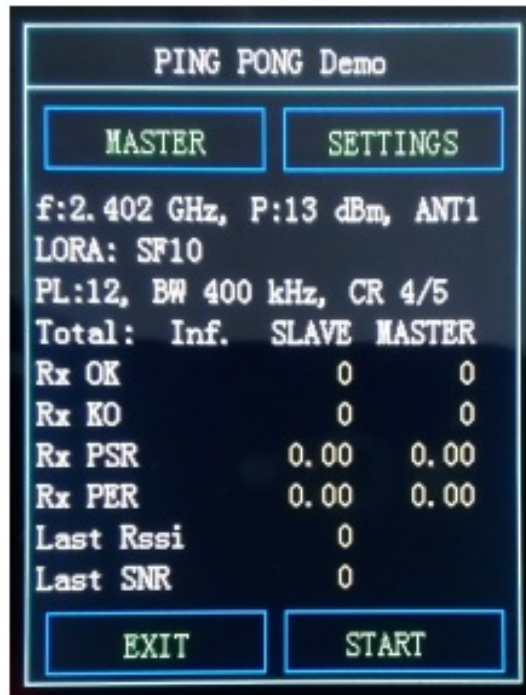 PING PONG Demo
MASTER SETTINGS
f:2.402 GHz, P:13 dBm, ANT1
LORA: SF10
PL:12, BW 400 kHz, CR 4/5
Total: Inf. SLAVE MASTER
Rx OK 0 0
Rx KO 0 0
Rx PSR 0.00 0.00
Rx PER 0.00 0.00
Last Rssi 0
Last SNR 0
EXIT START